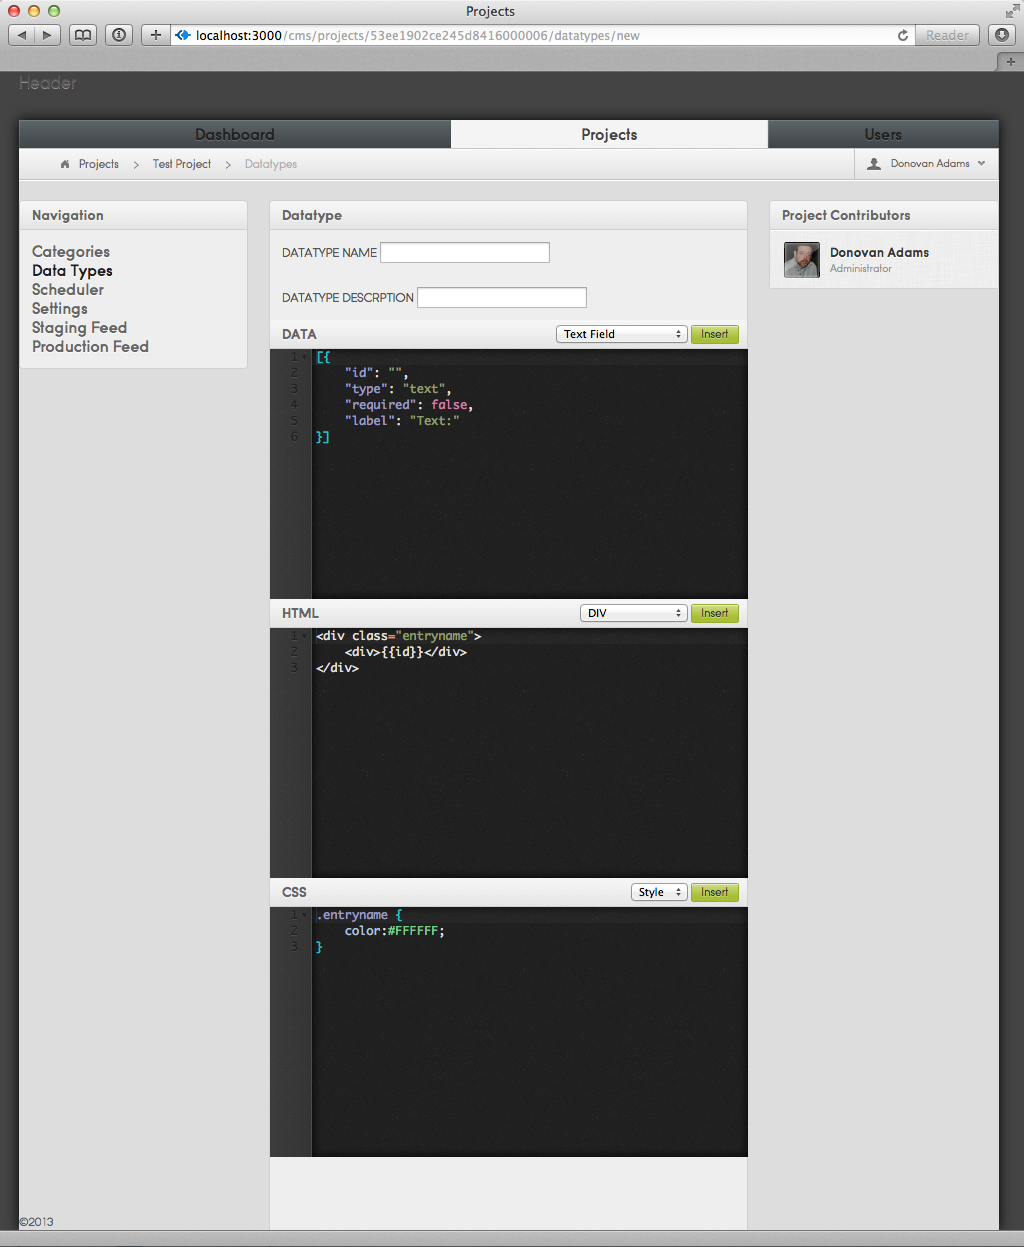 Projects
localhost:3000/cms/projects/53ee1902ce245d8416000006/datatypes/new
Reader
Header
Dashboard
Projects
Users
Projects
Test Project
Datatypes
Donovan Adams
Navigation
Categories
Data Types
Scheduler
Settings
Staging Feed
Production Feed
Datatype
DATATYPE NAME
DATATYPE DESCRPTION
DATA
Text Field
Insert
1 [{
2     "id": "",
3     "type": "text",
4     "required": false,
5     "label": "Text:"
6 }]
HTML
DIV
Insert
1 <div class="entryname">
2     <div>{{id}}</div>
3 </div>
CSS
Style
Insert
1 .entryname {
2     color:#FFFFFF;
3 }
Project Contributors
Donovan Adams
Administrator
©2013